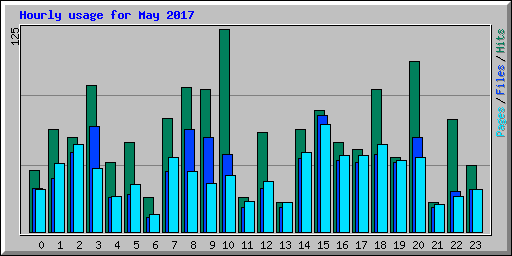 Hourly usage for May 2017
125
Pages/Files/Hits
0 1 2 3 4 5 6 7 8 9 10 11 12 13 14 15 16 17 18 19 20 21 22 23